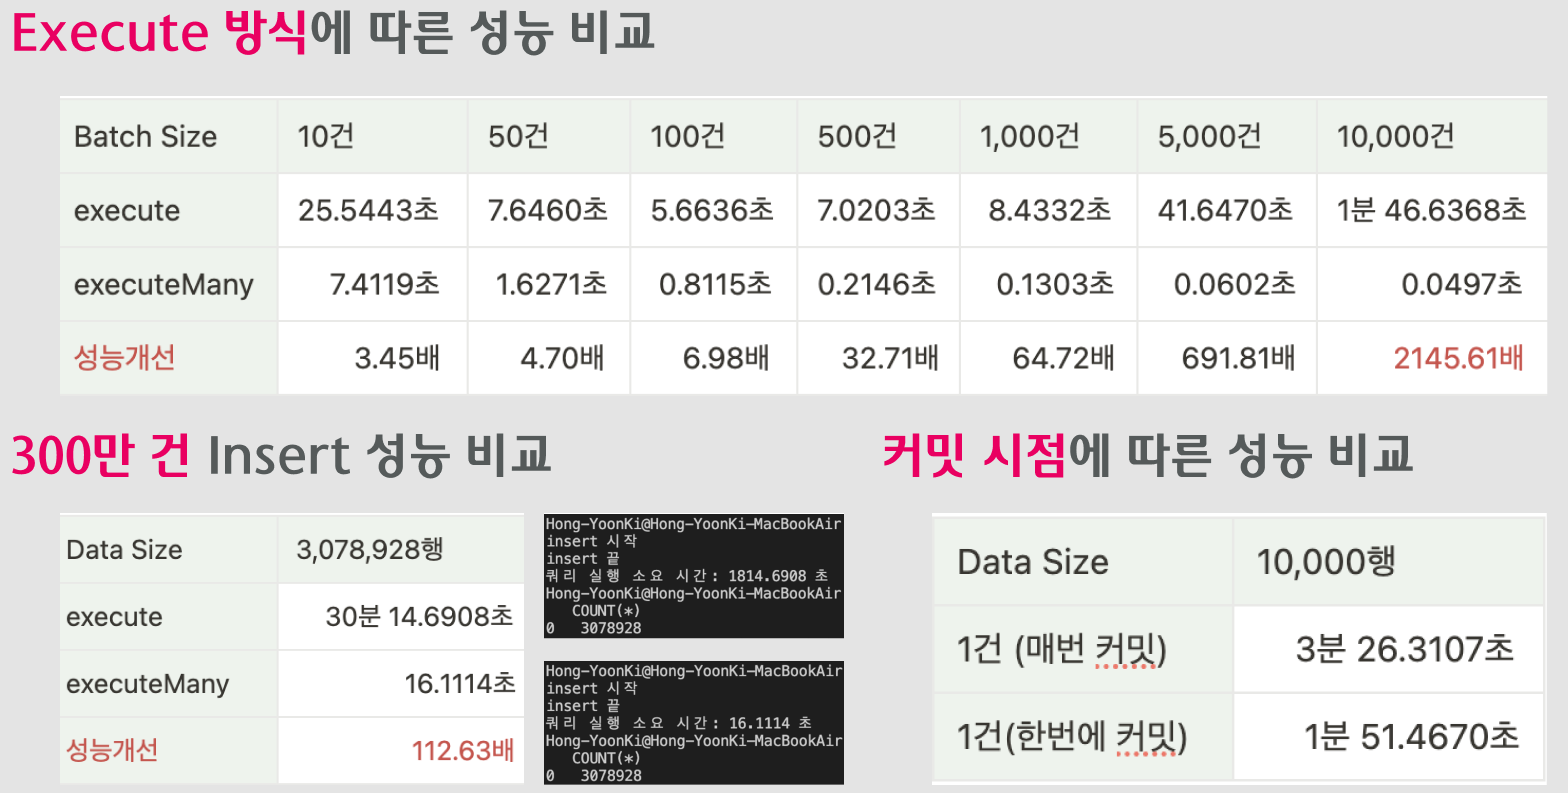 Execute 방식에 따른 성능 비교
Batch Size 10건 50건 100건 500건 1,000건 5,000건 10,000건
execute 25.5443초 7.6460초 5.6636초 7.0203초 8.4332초 41.6470초 1분 46.6368초
executeMany 7.4119초 1.6271초 0.8115초 0.2146초 0.1303초 0.0602초 0.0497초
성능개선 3.45배 4.70배 6.98배 32.71배 64.72배 691.81배 2145.61배
300만 건 Insert 성능 비교
Data Size 3,078,928행
execute 30분 14.6908초
executeMany 16.1114초
성능개선 112.63배
Hong-YoonKi@Hong-YoonKi-MacBookAir
insert 시작
insert 끝
쿼리 실행 소요 시간: 1814.6908 초
Hong-YoonKi@Hong-YoonKi-MacBookAir
COUNT(*)
0 3078928
Hong-YoonKi@Hong-YoonKi-MacBookAir
insert 시작
insert 끝
쿼리 실행 소요 시간: 16.1114 초
Hong-YoonKi@Hong-YoonKi-MacBookAir
COUNT(*)
0 3078928
커밋 시점에 따른 성능 비교
Data Size 10,000행
1건 (매번 커밋) 3분 26.3107초
1건(한번에 커밋) 1분 51.4670초